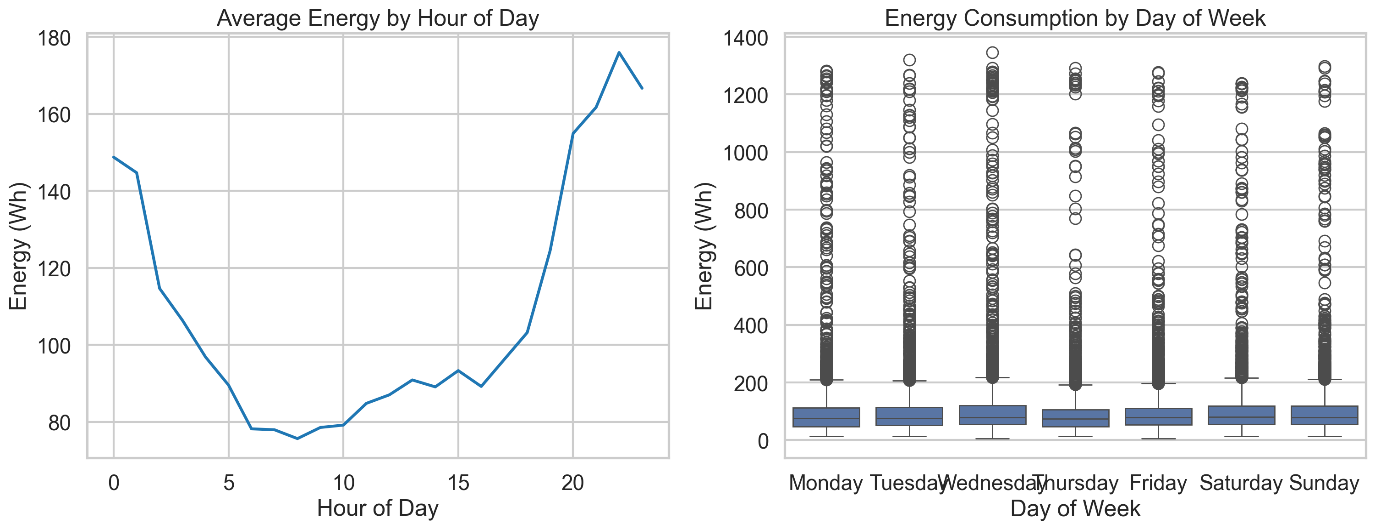 Average Energy by Hour of Day
180
160
140
120
100
80
Energy (Wh)
0 5 10 15 20
Hour of Day
Energy Consumption by Day of Week
1400
1200
1000
800
600
400
200
0
Energy (Wh)
Monday Tuesday Wednesday Thursday Friday Saturday Sunday
Day of Week